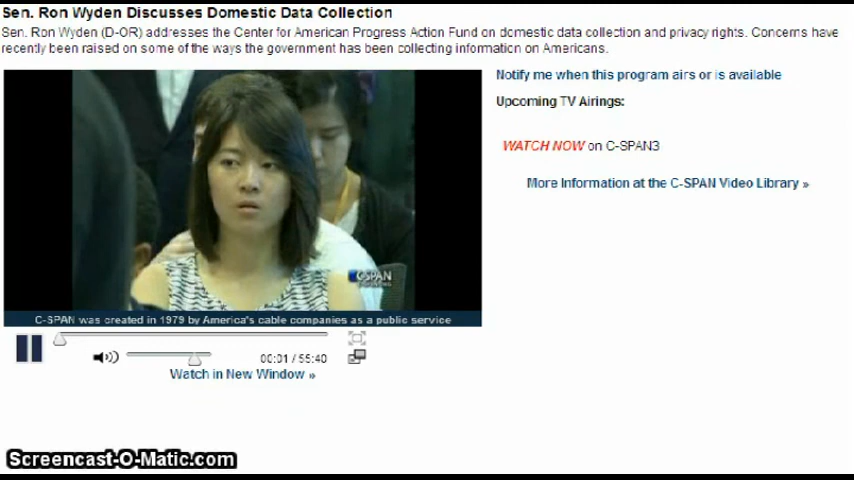 Sen. Ron Wyden Discusses Domestic Data Collection
Sen. Ron Wyden (D-OR) addresses the Center for American Progress Action Fund on domestic data collection and privacy rights. Concerns have
recently been raised on some of the ways the government has been collecting information on Americans.
Notify me when this program airs or is available
Upcoming TV Airings:
WATCH NOW on C-SPAN3
More Information at the C-SPAN Video Library »
C-SPAN
C-SPAN was created in 1979 by America's cable companies as a public service
00:01 / 55:40
Watch in New Window »
Screencast-O-Matic.com